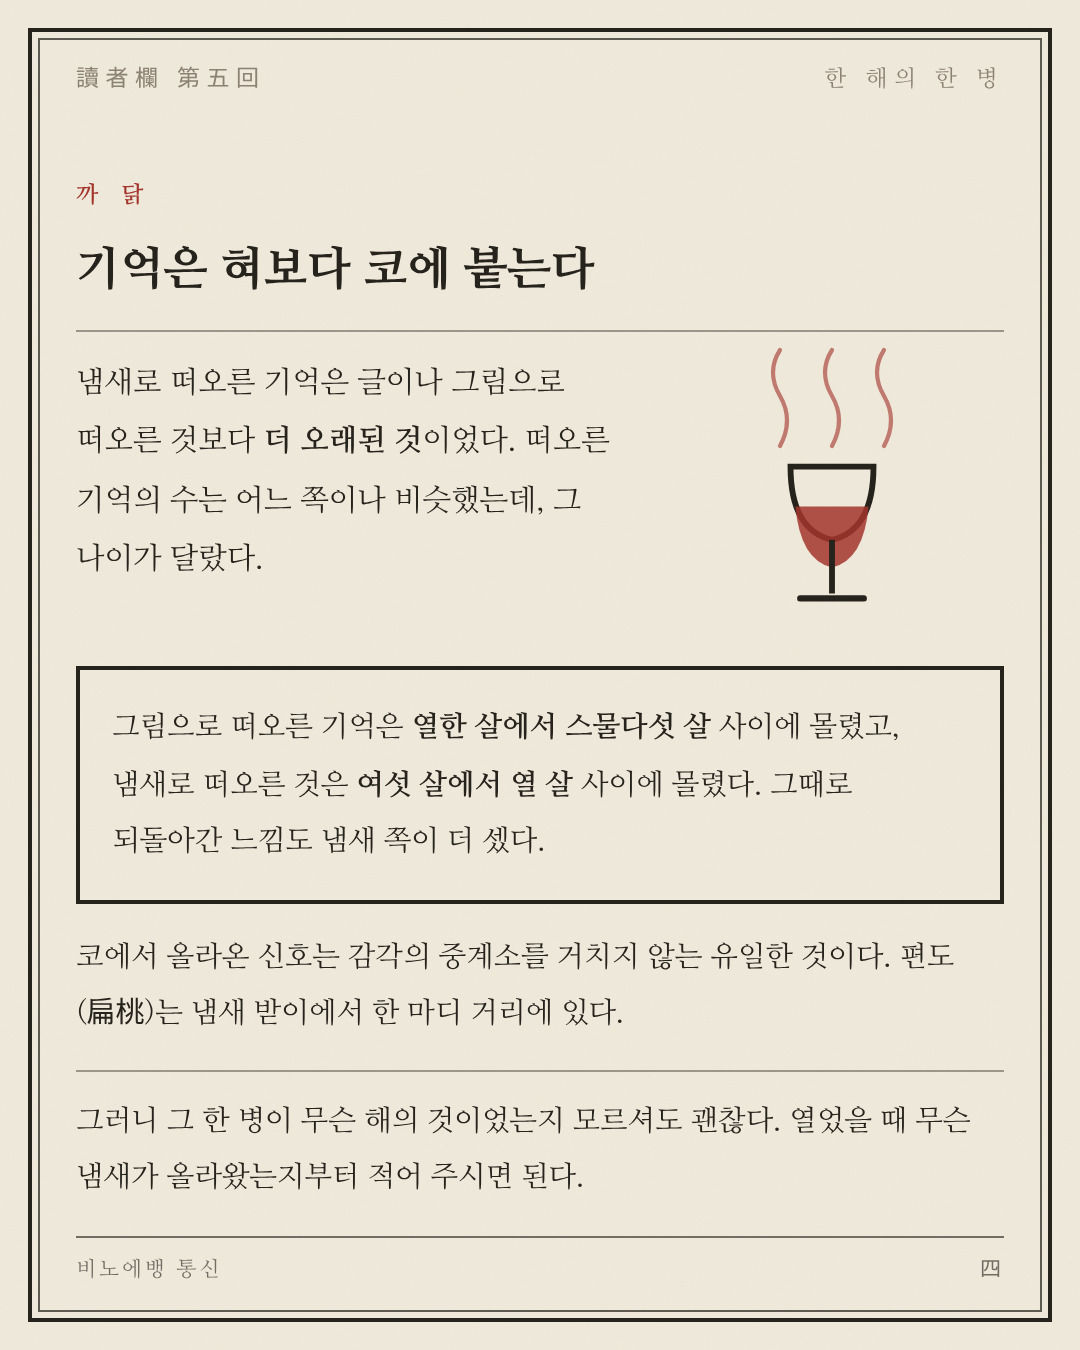 讀者欄 第五回
한 해의 한 병
까닭
기억은 혀보다 코에 붙는다
냄새로 떠오른 기억은 글이나 그림으로
떠오른 것보다 더 오래된 것이었다. 떠오른
기억의 수는 어느 쪽이나 비슷했는데, 그
나이가 달랐다.
그림으로 떠오른 기억은 열한 살에서 스물다섯 살 사이에 몰렸고,
냄새로 떠오른 것은 여섯 살에서 열 살 사이에 몰렸다. 그때로
되돌아간 느낌도 냄새 쪽이 더 셌다.
코에서 올라온 신호는 감각의 중계소를 거치지 않는 유일한 것이다. 편도
(扁桃)는 냄새 받이에서 한 마디 거리에 있다.
그러니 그 한 병이 무슨 해의 것이었는지 모르셔도 괜찮다. 열었을 때 무슨
냄새가 올라왔는지부터 적어 주시면 된다.
비노에뱅 통신
四